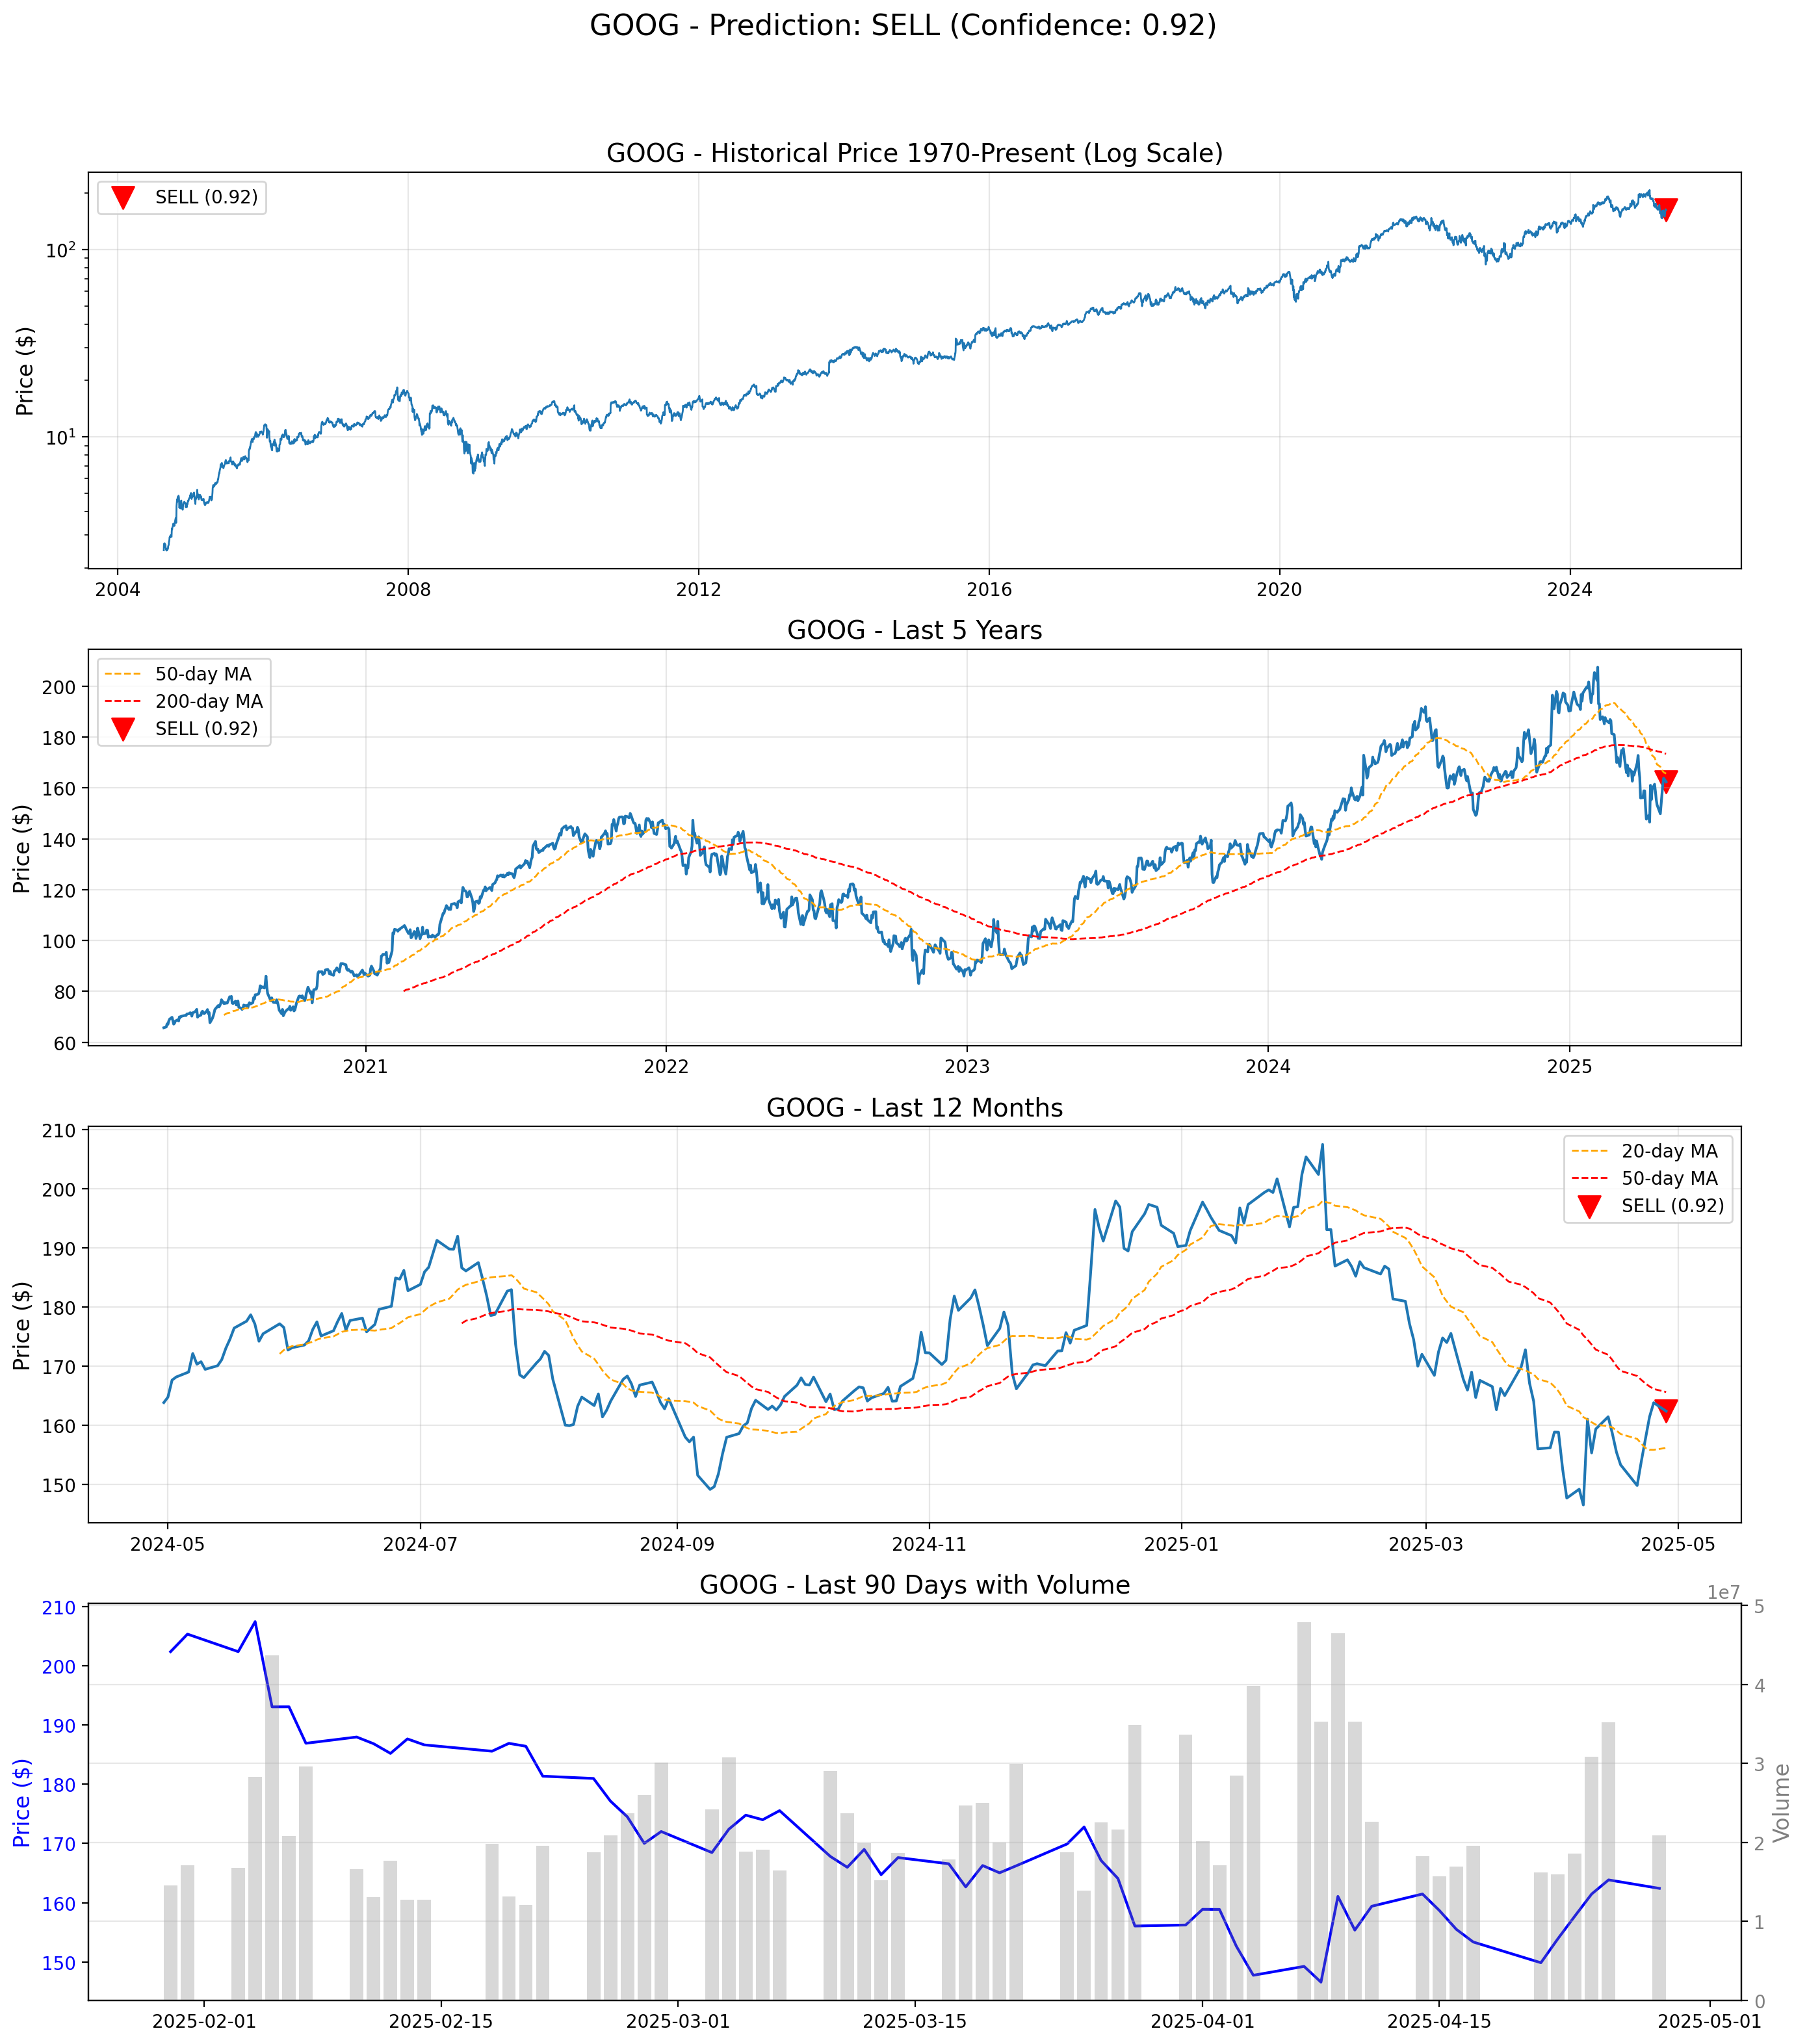 GOOG - Prediction: SELL (Confidence: 0.92)
GOOG - Historical Price 1970-Present (Log Scale)
SELL (0.92)
Price ($)
10²
10¹
2004 2008 2012 2016 2020 2024
GOOG - Last 5 Years
50-day MA
200-day MA
SELL (0.92)
Price ($)
200
180
160
140
120
100
80
60
2021 2022 2023 2024 2025
GOOG - Last 12 Months
20-day MA
50-day MA
SELL (0.92)
Price ($)
210
200
190
180
170
160
150
2024-05 2024-07 2024-09 2024-11 2025-01 2025-03 2025-05
GOOG - Last 90 Days with Volume
1e7
Price ($)
210
200
190
180
170
160
150
5
4
3
2
1
0
Volume
2025-02-01 2025-02-15 2025-03-01 2025-03-15 2025-04-01 2025-04-15 2025-05-01